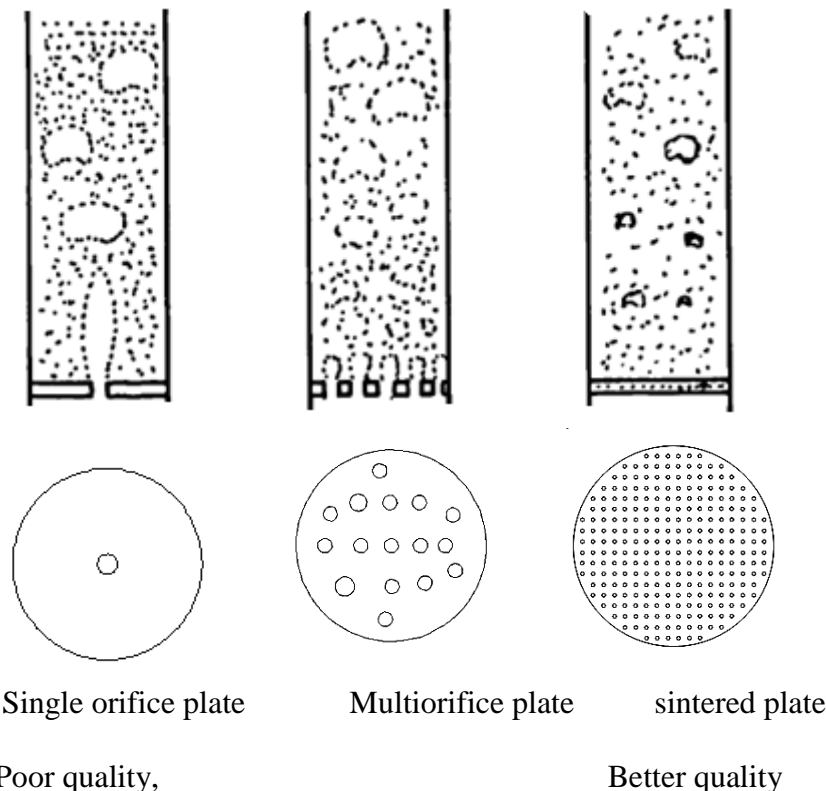 Single orifice plate Multiorifice plate sintered plate
Poor quality, Better quality